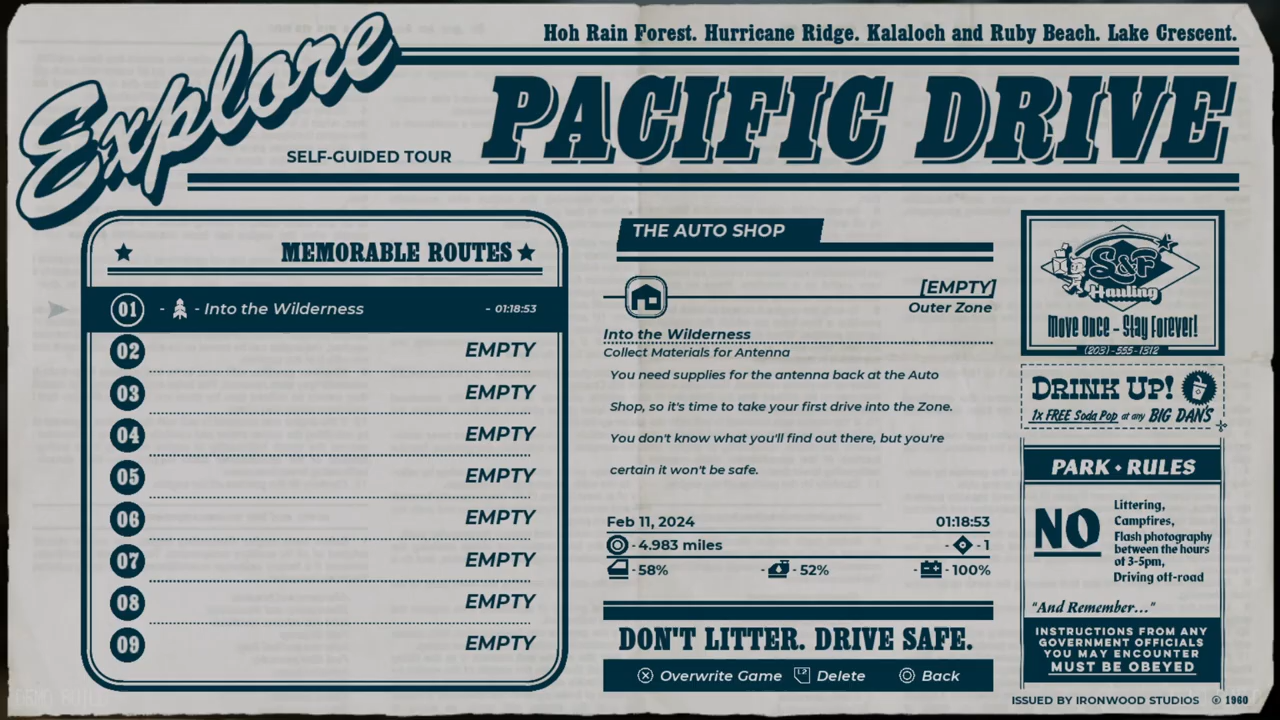 Hoh Rain Forest. Hurricane Ridge. Kalaloch and Ruby Beach. Lake Crescent.
Explore
PACIFIC DRIVE
SELF-GUIDED TOUR
MEMORABLE ROUTES
01 - - Into the Wilderness - 01:18:53
02 EMPTY
03 EMPTY
04 EMPTY
05 EMPTY
06 EMPTY
07 EMPTY
08 EMPTY
09 EMPTY
THE AUTO SHOP
[EMPTY]
Outer Zone
Into the Wilderness
Collect Materials for Antenna
You need supplies for the antenna back at the Auto
Shop, so it's time to take your first drive into the Zone.
You don't know what you'll find out there, but you're
certain it won't be safe.
Feb 11, 2024 01:18:53
- 4.983 miles - - 1
- 58% - - 52% - - 100%
DON'T LITTER. DRIVE SAFE.
Overwrite Game L2 Delete Back
S&F
Hauling
Move Once - Stay Forever!
(203)-555-1312
DRINK UP!
1x FREE Soda Pop at any BIG DAN'S
PARK • RULES
NO
Littering,
Campfires,
Flash photography
between the hours
of 3-5pm,
Driving off-road
"And Remember..."
INSTRUCTIONS FROM ANY
GOVERNMENT OFFICIALS
YOU MAY ENCOUNTER
MUST BE OBEYED
ISSUED BY IRONWOOD STUDIOS © 1960